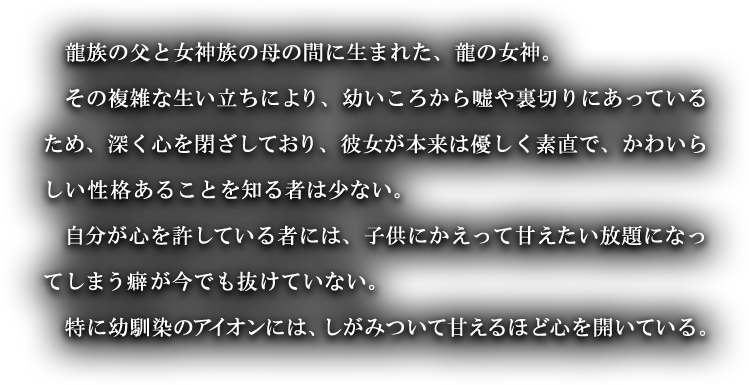 龍族の父と女神族の母の間に生まれた、龍の女神。
その複雑な生い立ちにより、幼いころから嘘や裏切りにあっている
ため、深く心を閉ざしており、彼女が本来は優しく素直で、かわいら
しい性格あることを知る者は少ない。
自分が心を許している者には、子供にかえって甘えたい放題になっ
てしまう癖が今でも抜けていない。
特に幼馴染のアイオンには、しがみついて甘えるほど心を開いている。